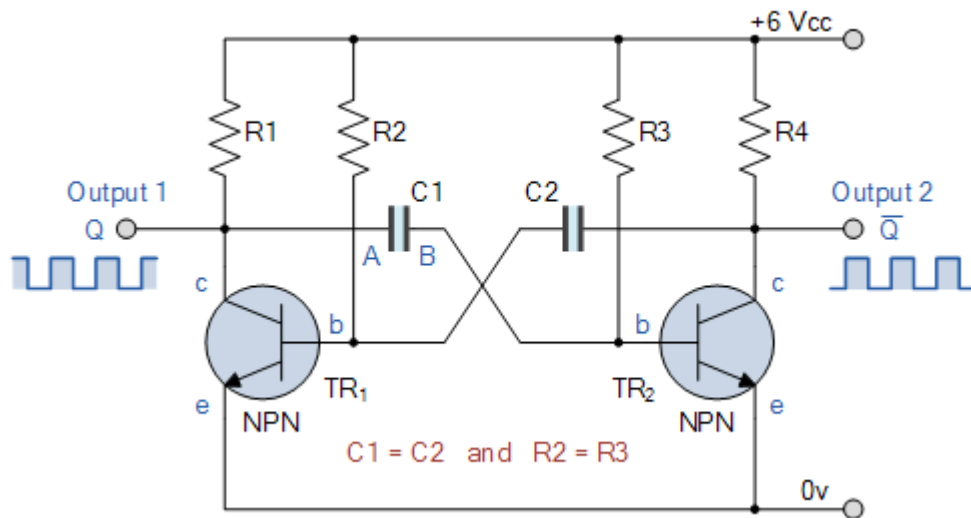 +6 Vcc
R1
R2
R3
R4
Output 1
C1
C2
Output 2
Q
A
B
Q̅
c
c
b
b
TR₁
TR₂
e
NPN
NPN
e
C1 = C2 and R2 = R3
0v